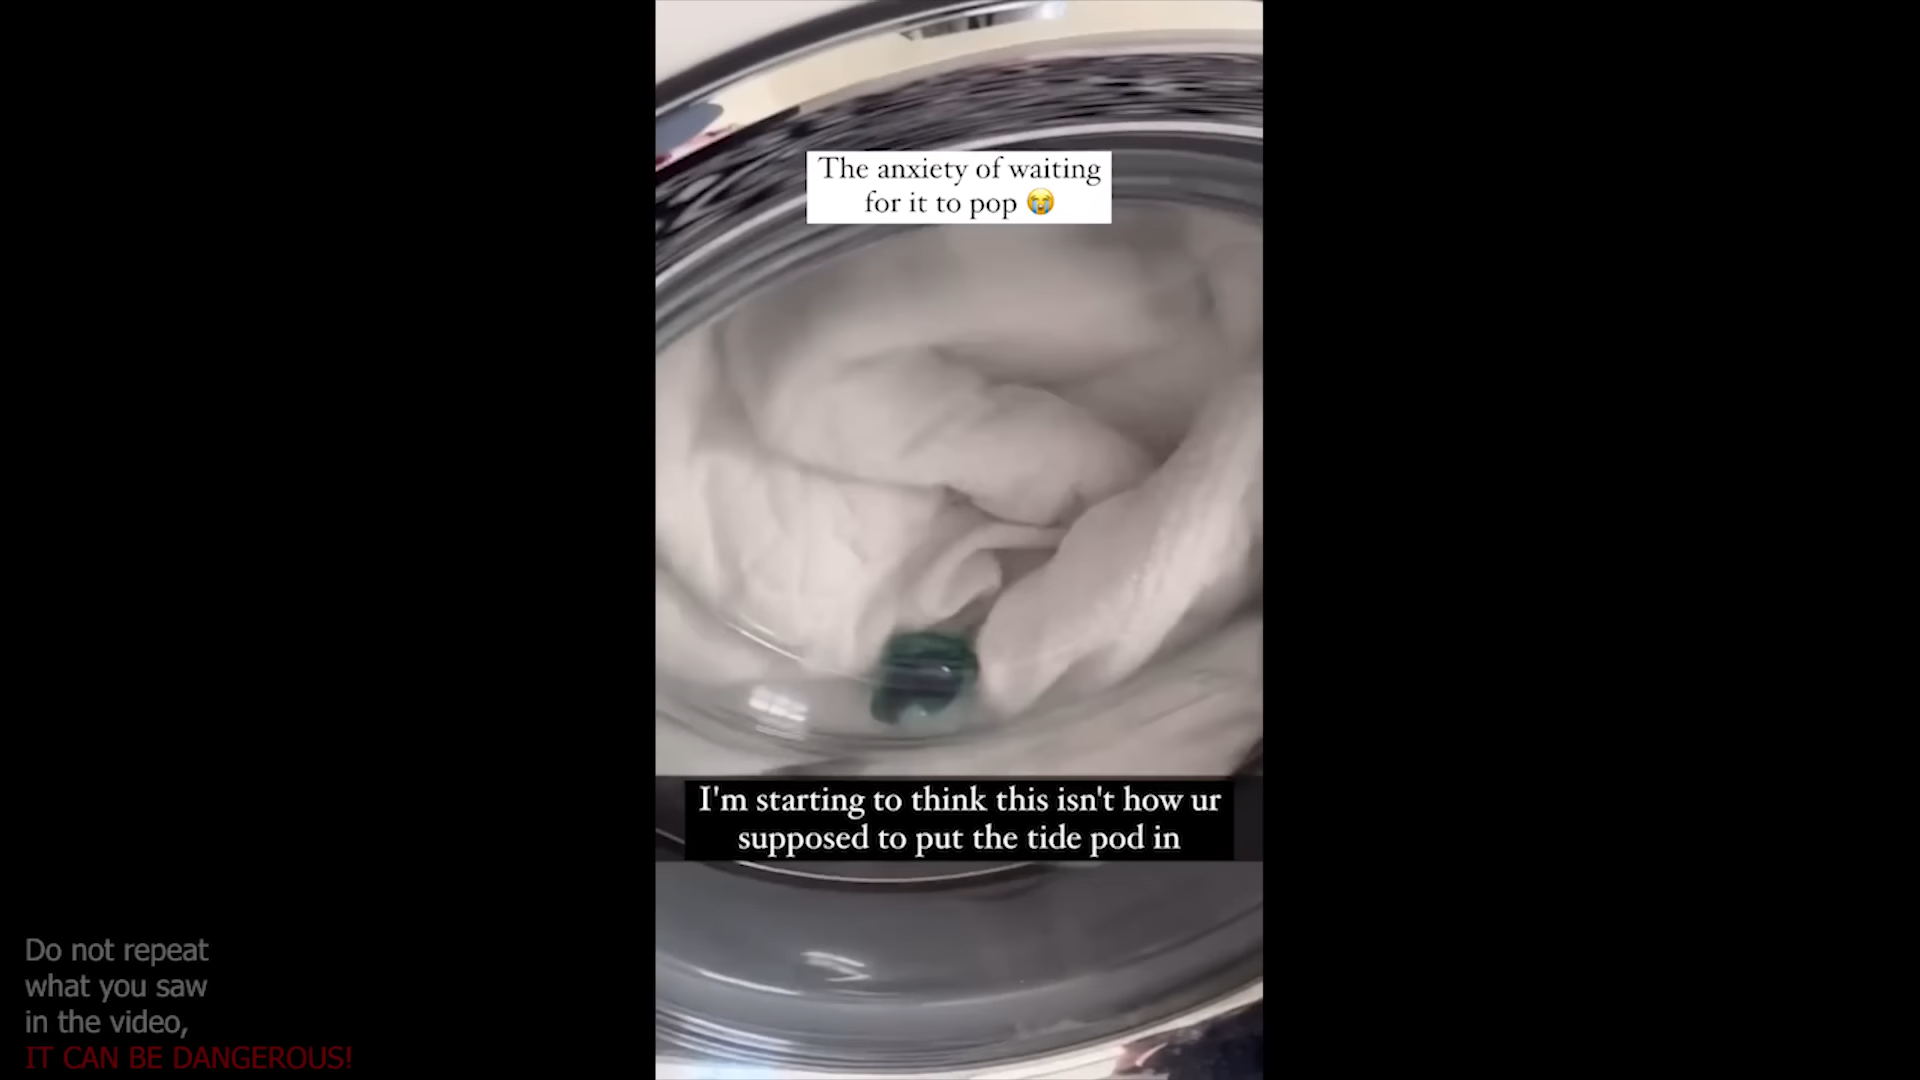 The anxiety of waiting
for it to pop 😭
I'm starting to think this isn't how ur
supposed to put the tide pod in
Do not repeat
what you saw
in the video,
IT CAN BE DANGEROUS!